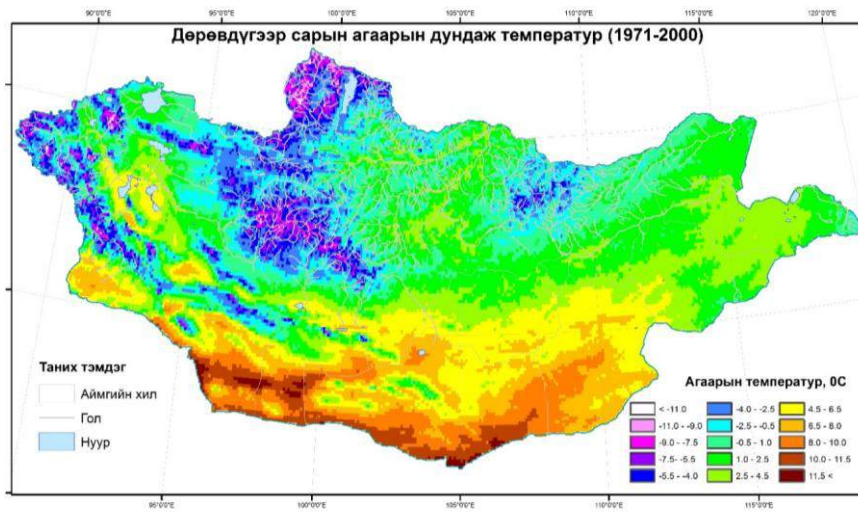 90°0'0"E 95°0'0"E 100°0'0"E 105°0'0"E 110°0'0"E 115°0'0"E 120°0'0"E
Дөрөвдүгээр сарын агаарын дундаж температур (1971-2000)
Таних тэмдэг
Аймгийн хил
Гол
Нуур
Агаарын температур, 0С
< -11.0
-11.0 - -9.0
-9.0 - -7.5
-7.5- -5.5
-5.5 - -4.0
-4.0 - -2.5
-2.5 - -0.5
-0.5 - 1.0
1.0 - 2.5
2.5 - 4.5
4.5 - 6.5
6.5 - 8.0
8.0 - 10.0
10.0 - 11.5
11.5 <
95°0'0"E 100°0'0"E 105°0'0"E 110°0'0"E 115°0'0"E